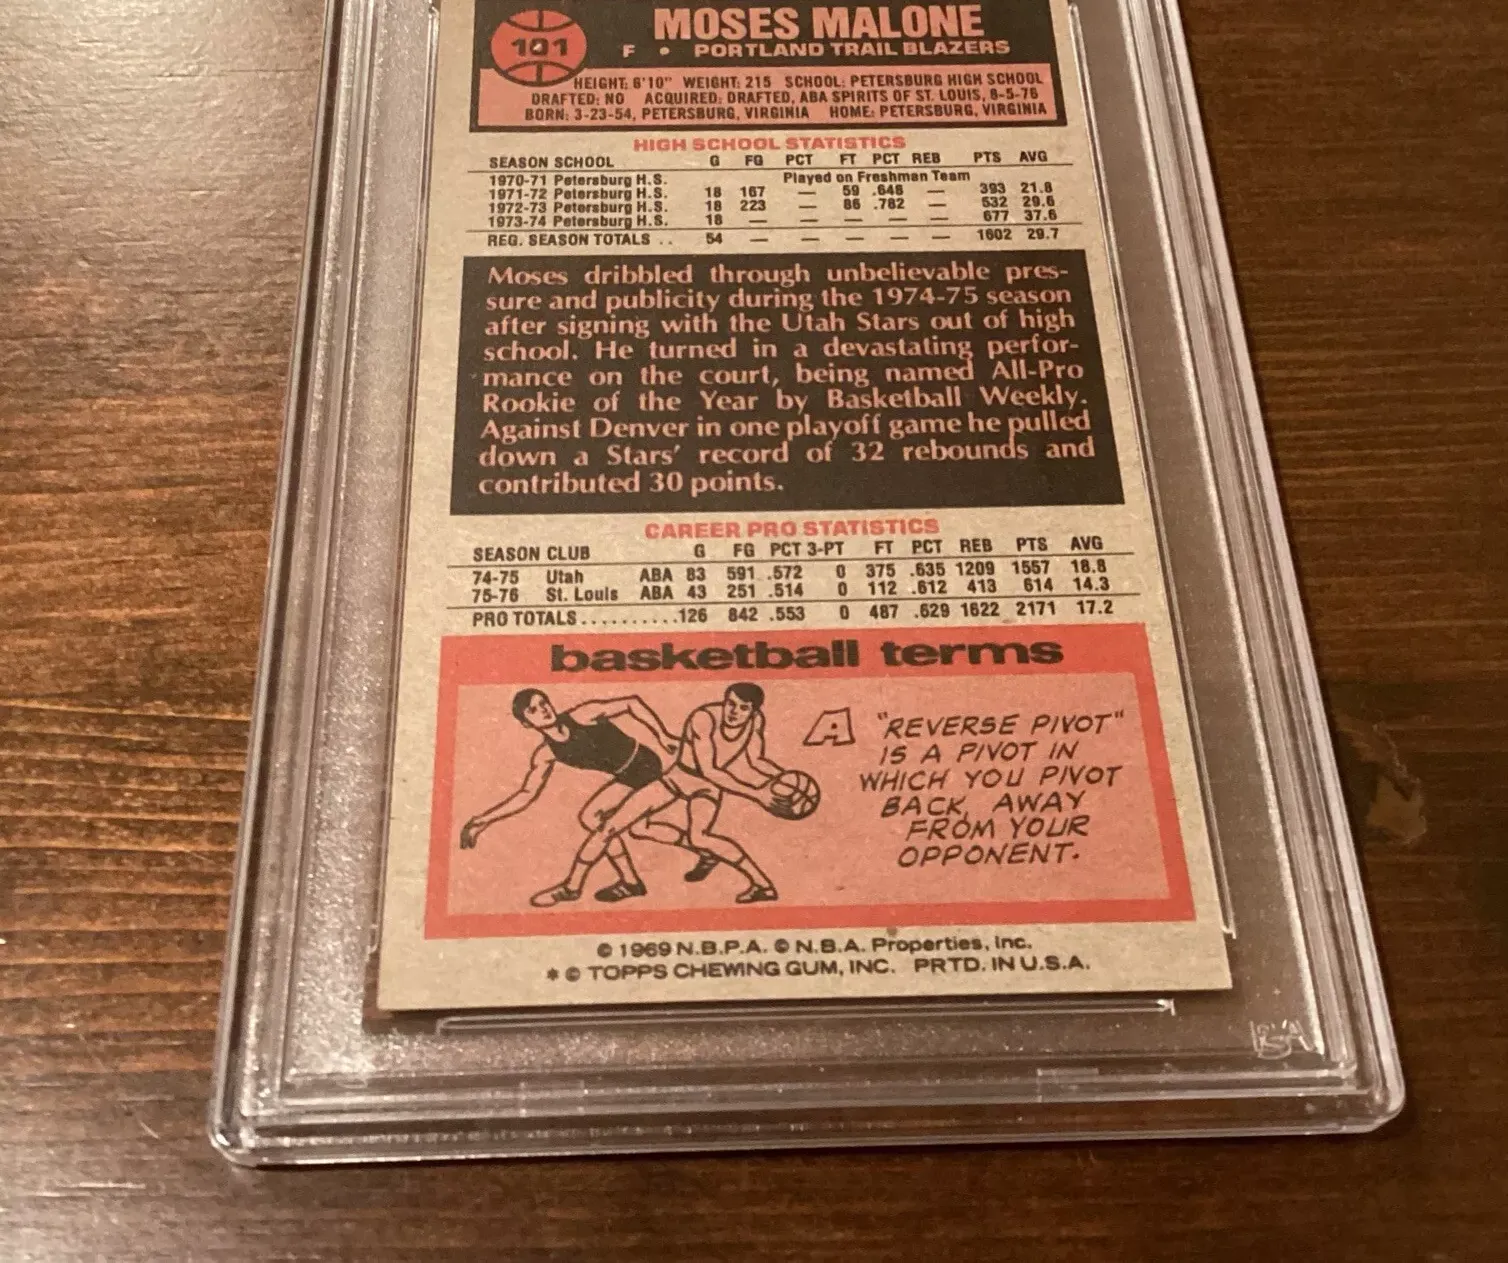 101
MOSES MALONE
F • PORTLAND TRAIL BLAZERS
HEIGHT: 6'10" WEIGHT: 215 SCHOOL: PETERSBURG HIGH SCHOOL
DRAFTED: NO ACQUIRED: DRAFTED, ABA SPIRITS OF ST. LOUIS, 8-5-76
BORN: 3-23-54, PETERSBURG, VIRGINIA HOME: PETERSBURG, VIRGINIA
HIGH SCHOOL STATISTICS
SEASON SCHOOL G FG PCT FT PCT REB PTS AVG
1970-71 Petersburg H.S. Played on Freshman Team
1971-72 Petersburg H.S. 18 167 — 59 .648 — 393 21.8
1972-73 Petersburg H.S. 18 223 — 86 .782 — 532 29.6
1973-74 Petersburg H.S. 18 — — — — — 677 37.6
REG. SEASON TOTALS .. 54 — — — — — 1602 29.7
Moses dribbled through unbelievable pres-
sure and publicity during the 1974-75 season
after signing with the Utah Stars out of high
school. He turned in a devastating perfor-
mance on the court, being named All-Pro
Rookie of the Year by Basketball Weekly.
Against Denver in one playoff game he pulled
down a Stars' record of 32 rebounds and
contributed 30 points.
CAREER PRO STATISTICS
SEASON CLUB G FG PCT 3-PT FT PCT REB PTS AVG
74-75 Utah ABA 83 591 .572 0 375 .635 1209 1557 18.8
75-76 St. Louis ABA 43 251 .514 0 112 .612 413 614 14.3
PRO TOTALS..........126 842 .553 0 487 .629 1622 2171 17.2
basketball terms
A "REVERSE PIVOT"
IS A PIVOT IN
WHICH YOU PIVOT
BACK, AWAY
FROM YOUR
OPPONENT.
© 1969 N.B.P.A. © N.B.A. Properties, Inc.
* © TOPPS CHEWING GUM, INC. PRTD. IN U.S.A.
PSA